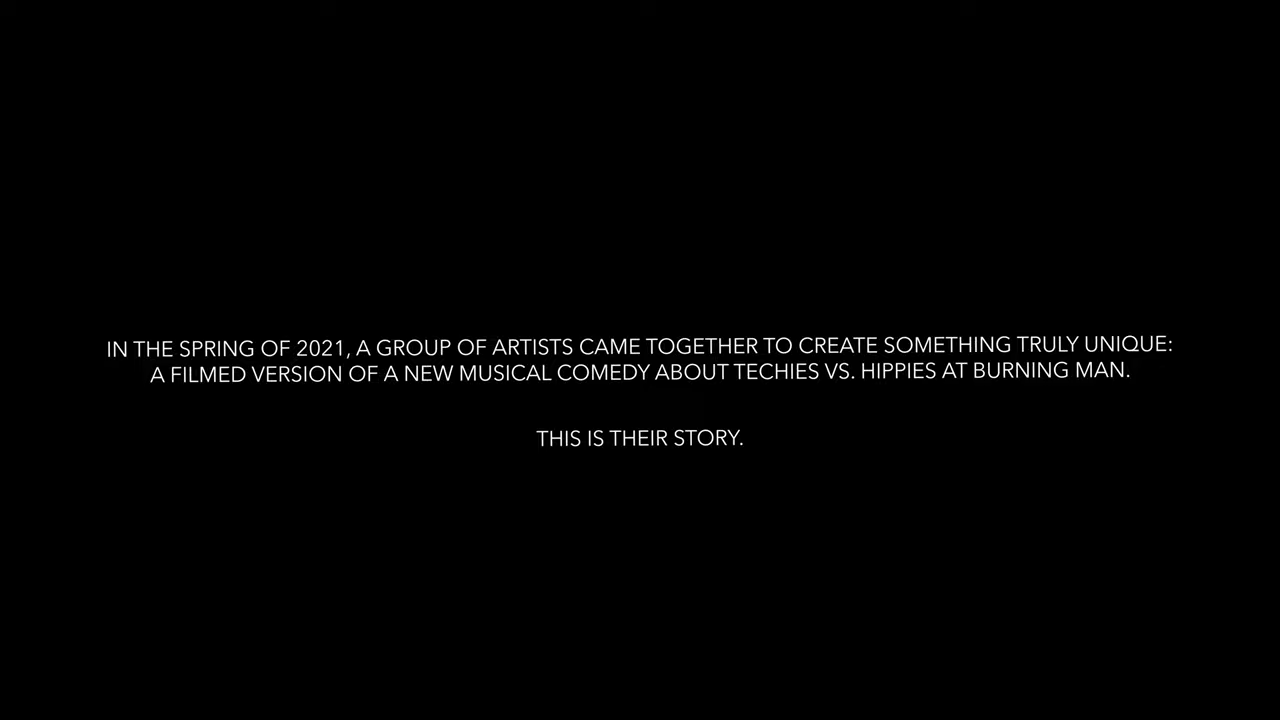 IN THE SPRING OF 2021, A GROUP OF ARTISTS CAME TOGETHER TO CREATE SOMETHING TRULY UNIQUE:
A FILMED VERSION OF A NEW MUSICAL COMEDY ABOUT TECHIES VS. HIPPIES AT BURNING MAN.
THIS IS THEIR STORY.